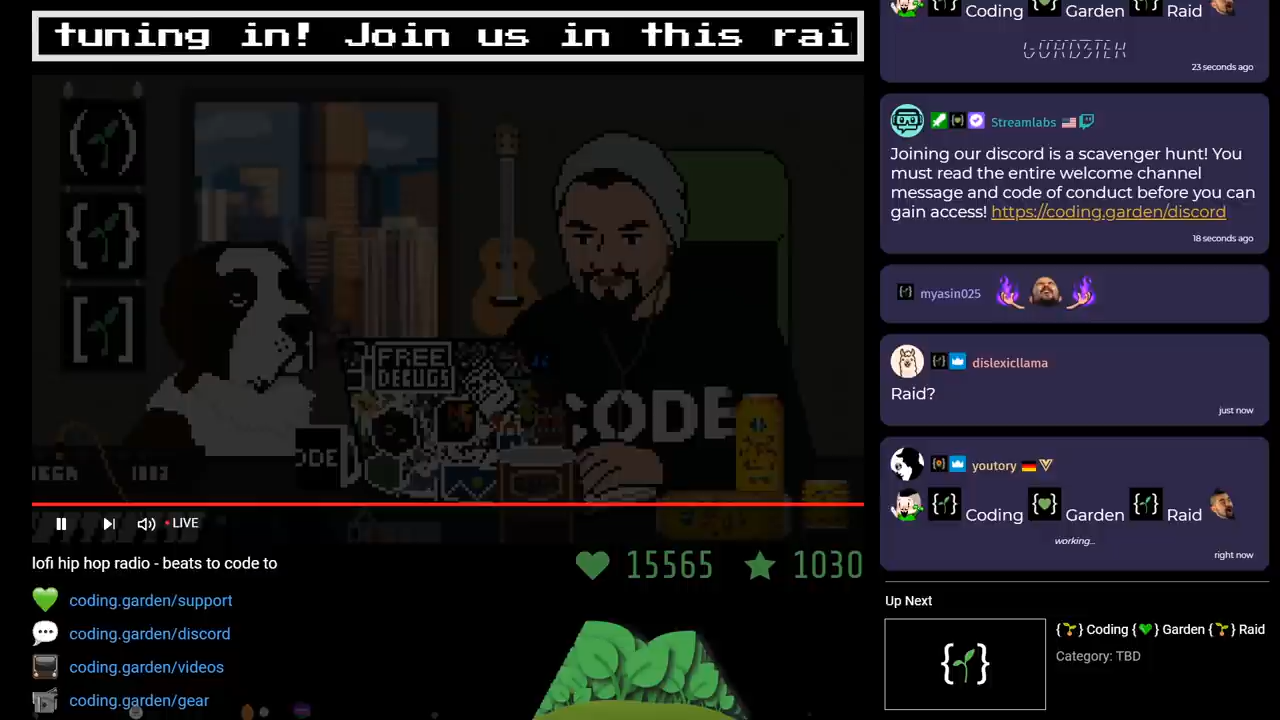 tuning in! Join us in this rai
FREE
DEBUGS
CODE
ODE
1883
LIVE
lofi hip hop radio - beats to code to
15565
1030
coding.garden/support
coding.garden/discord
coding.garden/videos
coding.garden/gear
Coding Garden Raid
23 seconds ago
Streamlabs
Joining our discord is a scavenger hunt! You
must read the entire welcome channel
message and code of conduct before you can
gain access! https://coding.garden/discord
18 seconds ago
myasin025
dislexicllama
Raid?
just now
youtory
Coding Garden Raid
working...
right now
Up Next
{🌱} Coding {💚} Garden {🌱} Raid
Category: TBD